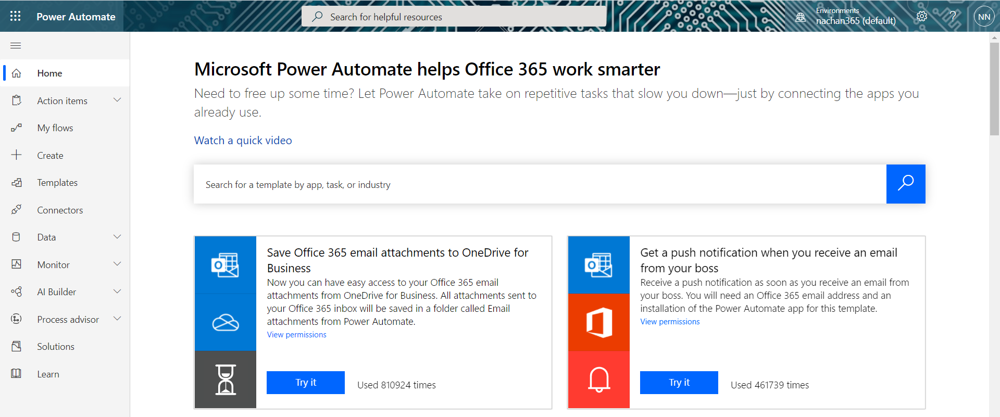 Power Automate
Search for helpful resources
Environments
nachan365 (default)
?
NN
Home
Action items
My flows
Create
Templates
Connectors
Data
Monitor
AI Builder
Process advisor
Solutions
Learn
Microsoft Power Automate helps Office 365 work smarter
Need to free up some time? Let Power Automate take on repetitive tasks that slow you down—just by connecting the apps you
already use.
Watch a quick video
Search for a template by app, task, or industry
Save Office 365 email attachments to OneDrive for
Business
Now you can have easy access to your Office 365 email
attachments from OneDrive for Business. All attachments sent to
your Office 365 inbox will be saved in a folder called Email
attachments from Power Automate.
View permissions
Try it
Used 810924 times
Get a push notification when you receive an email
from your boss
Receive a push notification as soon as you receive an email from
your boss. You will need an Office 365 email address and an
installation of the Power Automate app for this template.
View permissions
Try it
Used 461739 times